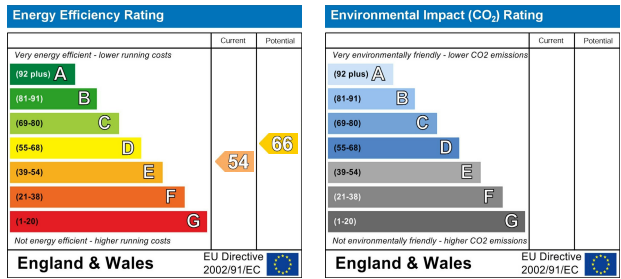 Energy Efficiency Rating
Current Potential
Very energy efficient - lower running costs
(92 plus) A
(81-91) B
(69-80) C
(55-68) D
(39-54) E
(21-38) F
(1-20) G
54
66
Not energy efficient - higher running costs
England & Wales
EU Directive
2002/91/EC
Environmental Impact (CO₂) Rating
Current Potential
Very environmentally friendly - lower CO2 emissions
(92 plus) A
(81-91) B
(69-80) C
(55-68) D
(39-54) E
(21-38) F
(1-20) G
Not environmentally friendly - higher CO2 emissions
England & Wales
EU Directive
2002/91/EC